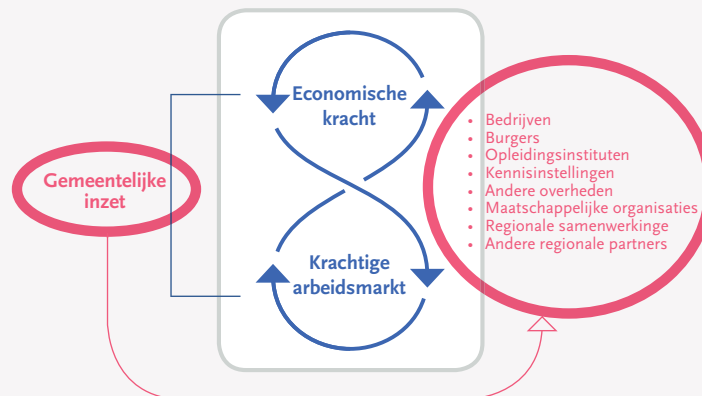 Gemeentelijke
inzet
Economische
kracht
Krachtige
arbeidsmarkt
• Bedrijven
• Burgers
• Opleidingsinstituten
• Kennisinstellingen
• Andere overheden
• Maatschappelijke organisaties
• Regionale samenwerkinge
• Andere regionale partners